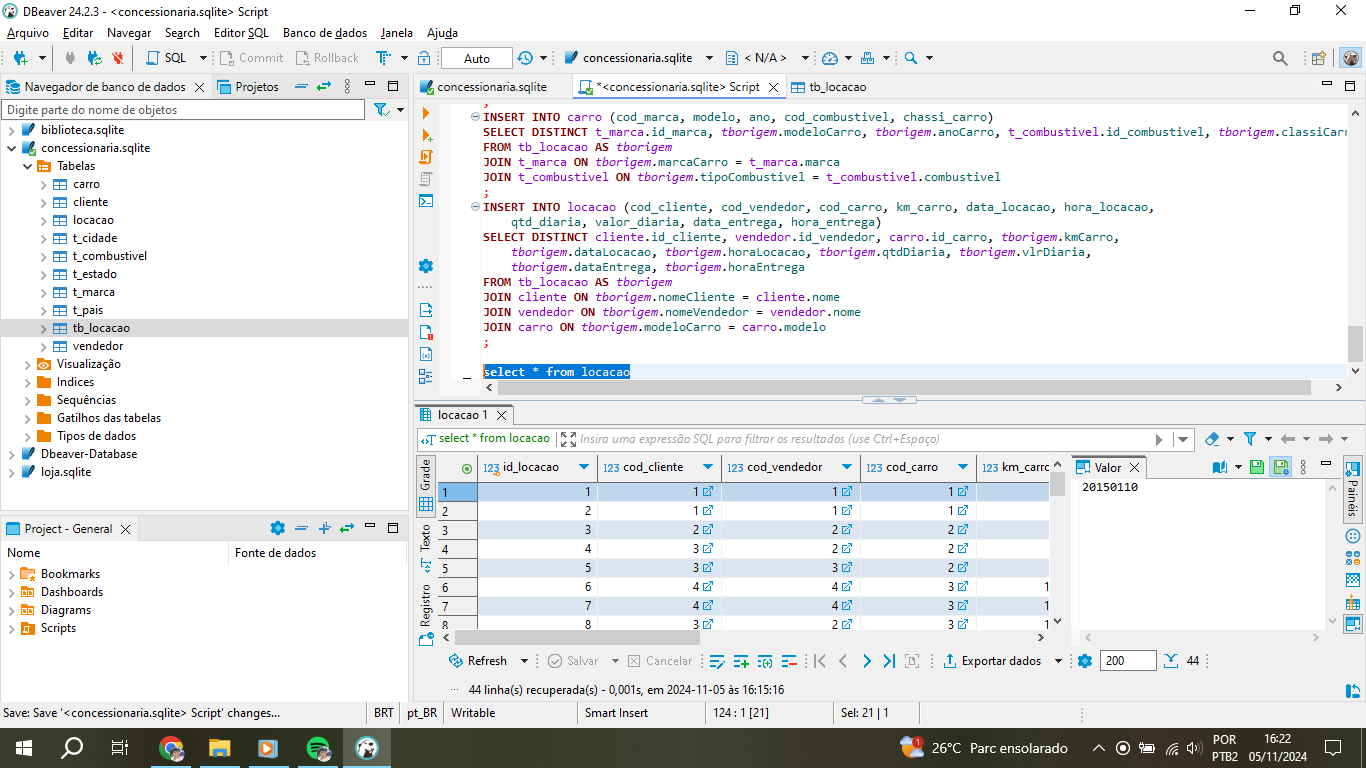 DBeaver 24.2.3 - <concessionaria.sqlite> Script
Arquivo Editar Navegar Search Editor SQL Banco de dados Janela Ajuda
SQL Commit Rollback Auto concessionaria.sqlite < N/A >
Navegador de banco de dados Projetos
Digite parte do nome de objetos
biblioteca.sqlite
concessionaria.sqlite
Tabelas
carro
cliente
locacao
t_cidade
t_combustivel
t_estado
t_marca
t_pais
tb_locacao
vendedor
Visualização
Indices
Sequências
Gatilhos das tabelas
Tipos de dados
Dbeaver-Database
loja.sqlite
Project - General
Nome Fonte de dados
Bookmarks
Dashboards
Diagrams
Scripts
concessionaria.sqlite *<concessionaria.sqlite> Script tb_locacao
;
INSERT INTO carro (cod_marca, modelo, ano, cod_combustivel, chassi_carro)
SELECT DISTINCT t_marca.id_marca, tborigem.modeloCarro, tborigem.anoCarro, t_combustivel.id_combustivel, tborigem.classiCarr
FROM tb_locacao AS tborigem
JOIN t_marca ON tborigem.marcaCarro = t_marca.marca
JOIN t_combustivel ON tborigem.tipoCombustivel = t_combustivel.combustivel
;
INSERT INTO locacao (cod_cliente, cod_vendedor, cod_carro, km_carro, data_locacao, hora_locacao,
qtd_diaria, valor_diaria, data_entrega, hora_entrega)
SELECT DISTINCT cliente.id_cliente, vendedor.id_vendedor, carro.id_carro, tborigem.kmCarro,
tborigem.dataLocacao, tborigem.horaLocacao, tborigem.qtdDiaria, tborigem.vlrDiaria,
tborigem.dataEntrega, tborigem.horaEntrega
FROM tb_locacao AS tborigem
JOIN cliente ON tborigem.nomeCliente = cliente.nome
JOIN vendedor ON tborigem.nomeVendedor = vendedor.nome
JOIN carro ON tborigem.modeloCarro = carro.modelo
;
select * from locacao
locacao 1
select * from locacao Insira uma expressão SQL para filtrar os resultados (use Ctrl+Espaço)
Grade
Texto
Registro
123 id_locacao 123 cod_cliente 123 cod_vendedor 123 cod_carro 123 km_carro
1 1 1 1 1
2 2 1 1 1
3 3 2 2 2
4 4 3 2 2
5 5 3 3 2
6 6 4 4 3 1
7 7 4 4 3 1
8 8 3 2 3 1
Valor
20150110
Painéis
Refresh Salvar Cancelar Exportar dados 200 44
44 linha(s) recuperada(s) - 0,001s, em 2024-11-05 às 16:15:16
Save: Save '<concessionaria.sqlite> Script' changes... BRT pt_BR Writable Smart Insert 124 : 1 [21] Sel: 21 | 1
1
26°C Parc ensolarado
POR
PTB2
16:22
05/11/2024